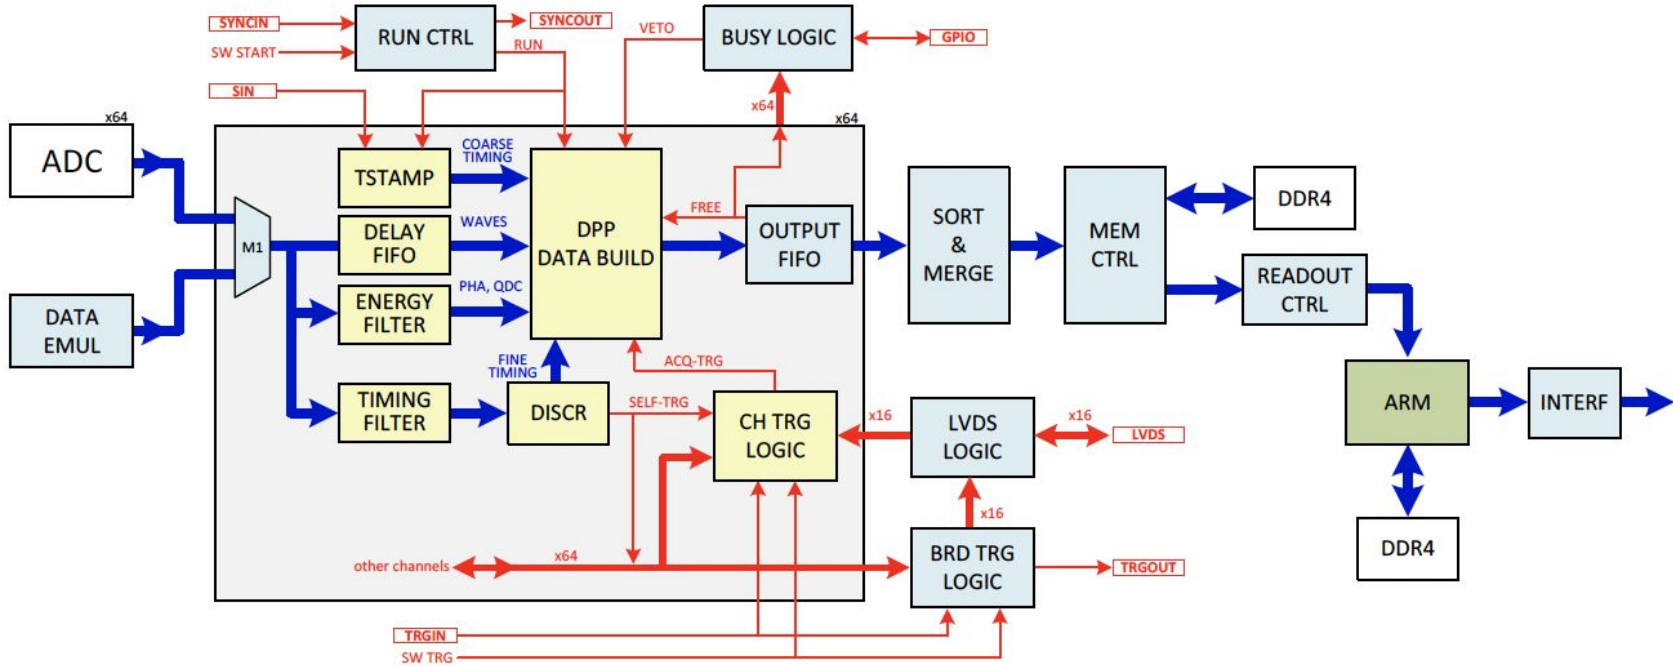 SYNCIN
SW START
RUN CTRL
SYNCOUT
RUN
VETO
BUSY LOGIC
GPIO
SIN
x64
x64
x64
ADC
COARSE
TIMING
TSTAMP
DPP
DATA BUILD
FREE
WAVES
DELAY
FIFO
M1
OUTPUT
FIFO
SORT
&
MERGE
MEM
CTRL
DDR4
DATA
EMUL
ENERGY
FILTER
PHA, QDC
READOUT
CTRL
FINE
TIMING
ACQ-TRG
TIMING
FILTER
DISCR
SELF-TRG
CH TRG
LOGIC
x16
LVDS
LOGIC
x16
LVDS
ARM
INTERF
x16
other channels
x64
BRD TRG
LOGIC
TRGOUT
DDR4
TRGIN
SW TRG